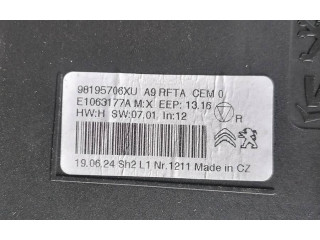 98195706XU A9 RFTA CEM 0
E1063177A M:X EEP: 13.16
HW:H SW:07.01. In:12
R
19.06.24 Sh2 L1 Nr.1211 Made in CZ